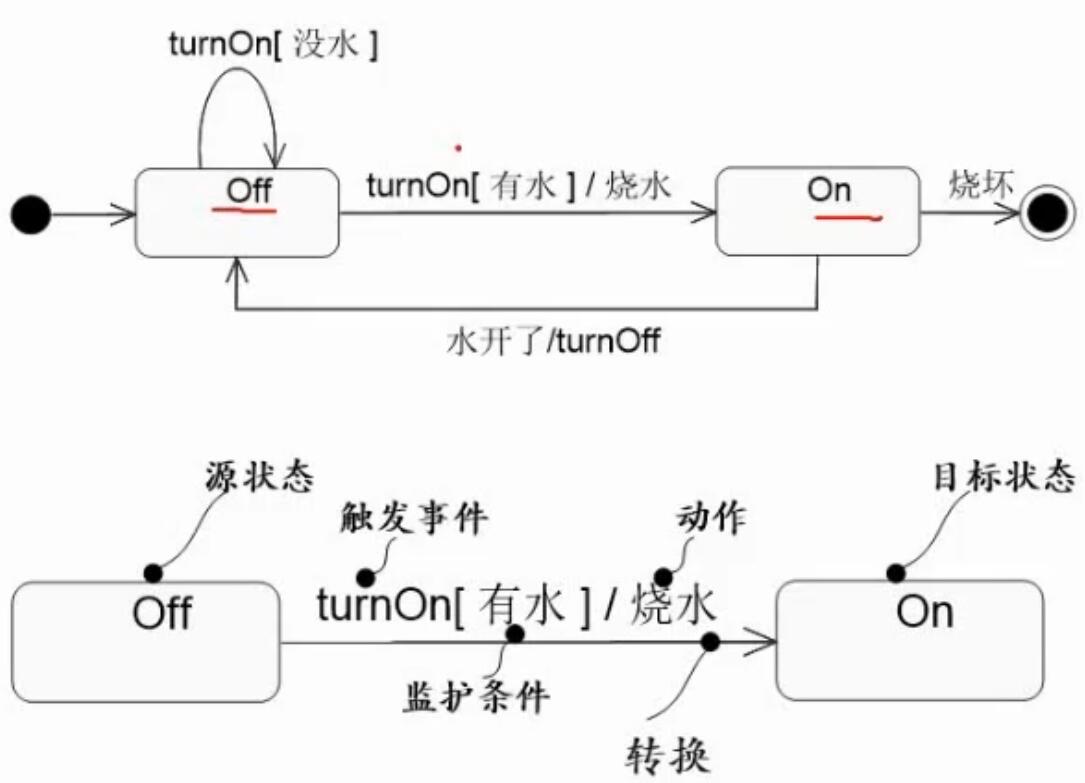 turnOn[ 没水 ]
Off
turnOn[ 有水 ] / 烧水
On
烧坏
水开了/turnOff
源状态
目标状态
触发事件
动作
Off
turnOn[ 有水 ] / 烧水
On
监护条件
转换